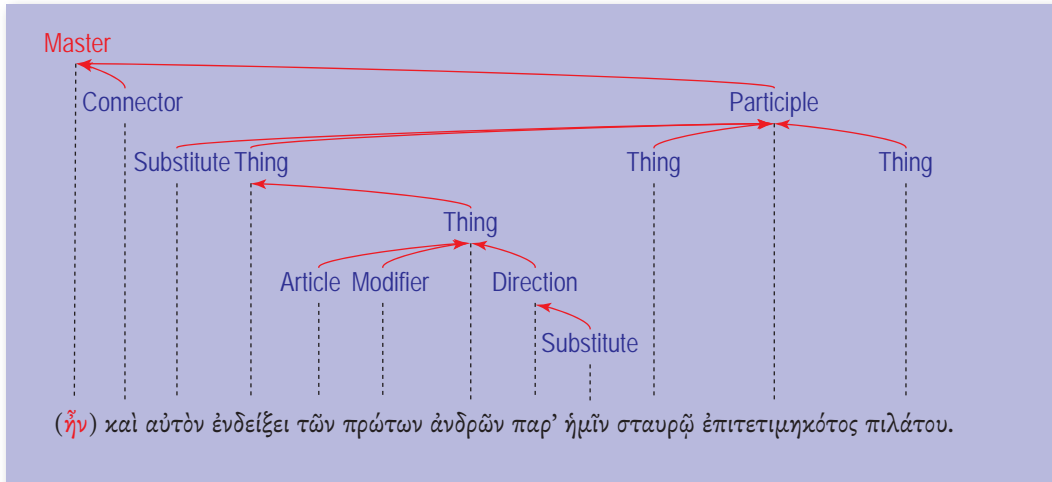 Master
Connector Participle
Substitute Thing Thing Thing
Thing
Article Modifier Direction
Substitute
(ἦν) καὶ αὐτὸν ἐνδείξει τῶν πρώτων ἀνδρῶν παρ’ ἡμῖν σταυρῷ ἐπιτετιμηκότος πιλάτου.